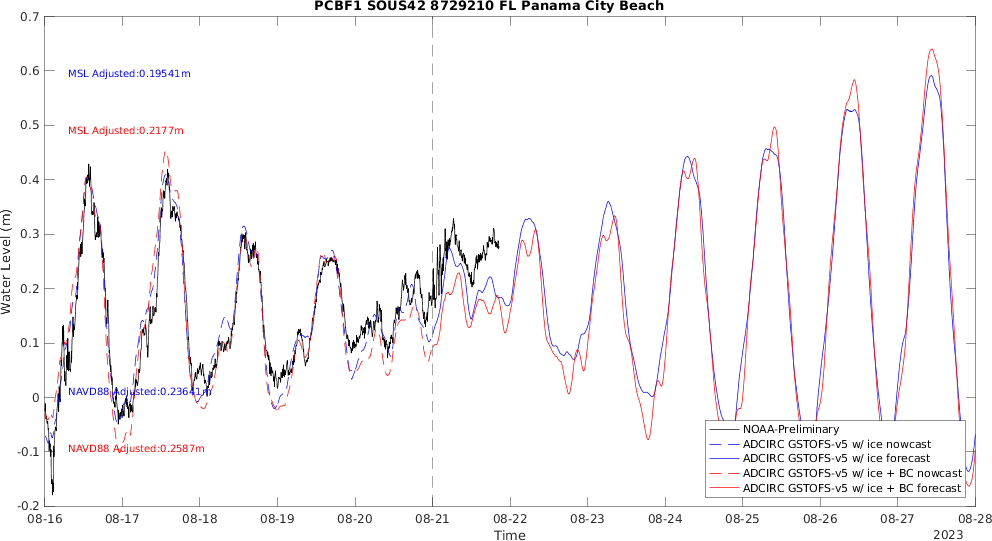 PCBF1 SOUS42 8729210 FL Panama City Beach
Water Level (m)
0.7
0.6
0.5
0.4
0.3
0.2
0.1
0
-0.1
-0.2
MSL Adjusted:0.19541m
MSL Adjusted:0.2177m
NAVD88 Adjusted:0.23641m
NAVD88 Adjusted:0.2587m
NOAA-Preliminary
ADCIRC GSTOFS-v5 w/ ice nowcast
ADCIRC GSTOFS-v5 w/ ice forecast
ADCIRC GSTOFS-v5 w/ ice + BC nowcast
ADCIRC GSTOFS-v5 w/ ice + BC forecast
08-16 08-17 08-18 08-19 08-20 08-21 08-22 08-23 08-24 08-25 08-26 08-27 08-28
Time
2023